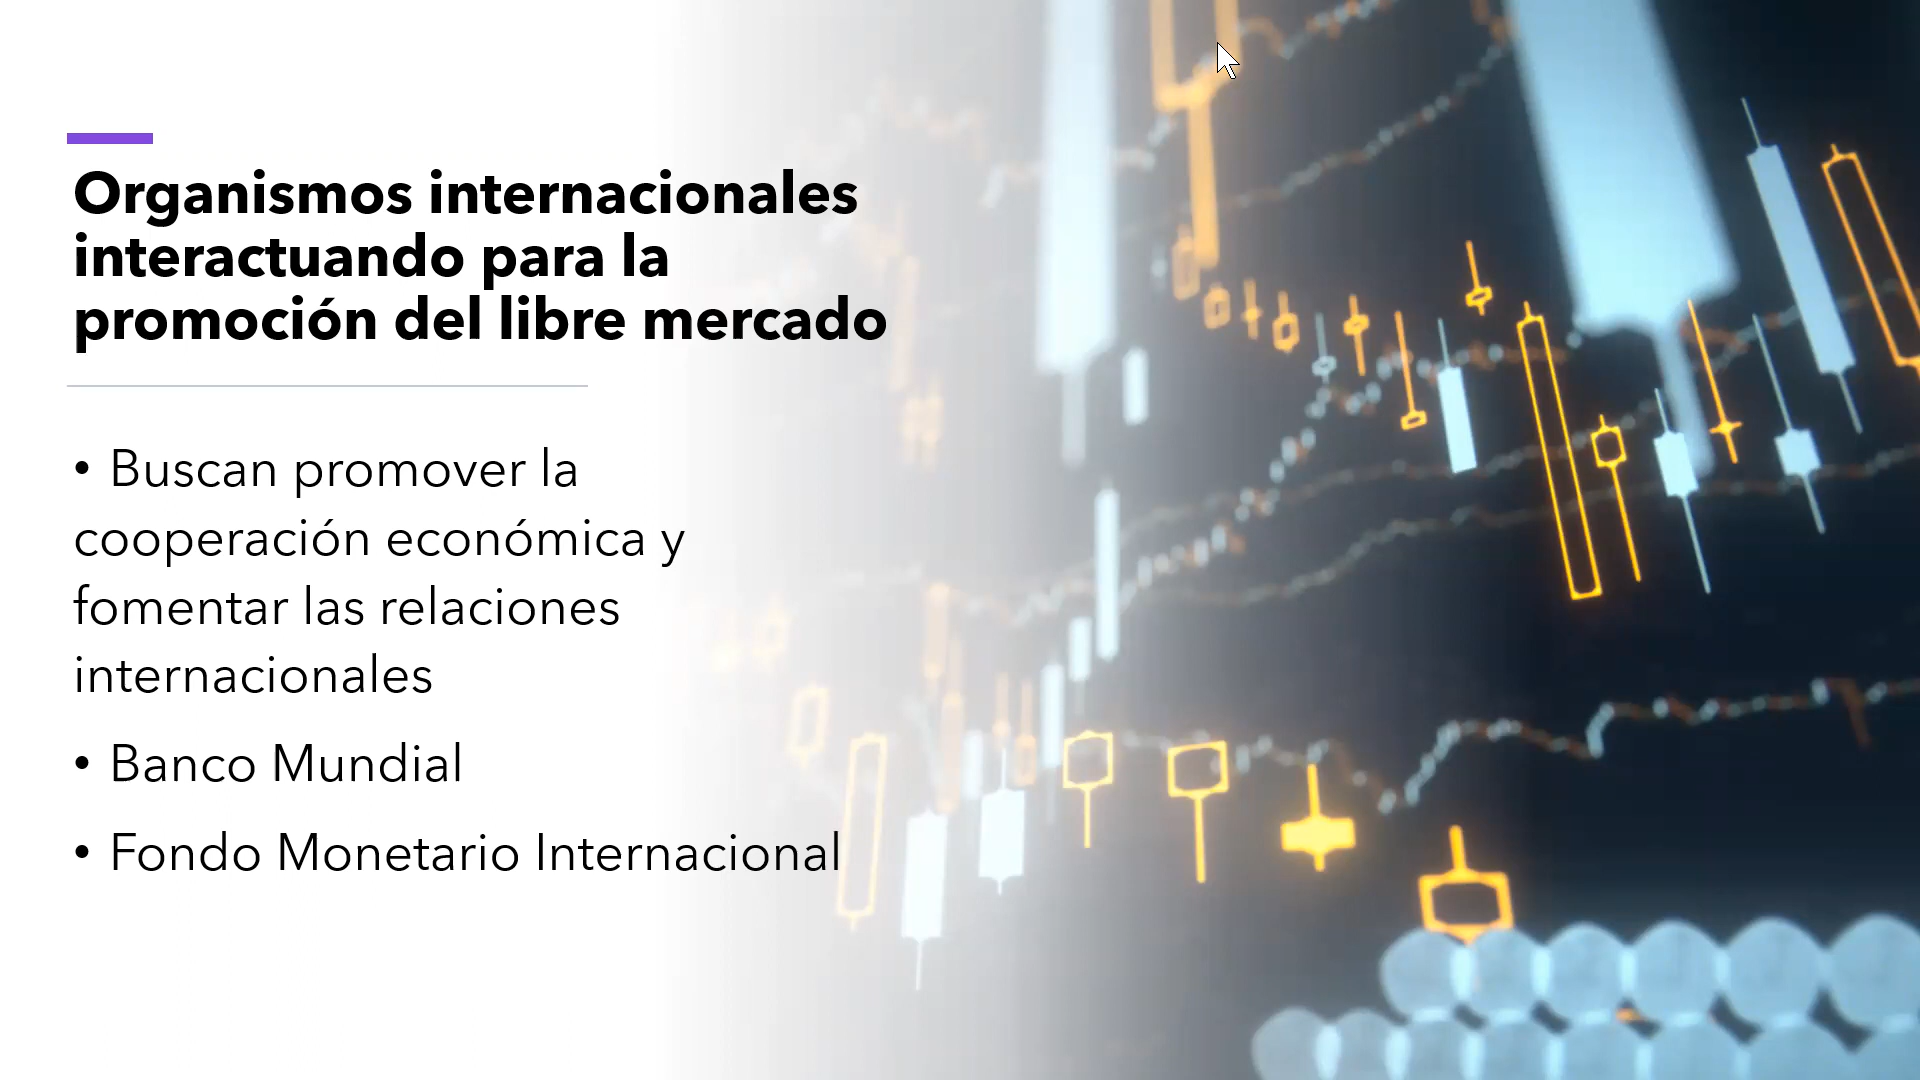 Organismos internacionales
interactuando para la
promoción del libre mercado
• Buscan promover la
cooperación económica y
fomentar las relaciones
internacionales
• Banco Mundial
• Fondo Monetario Internacional